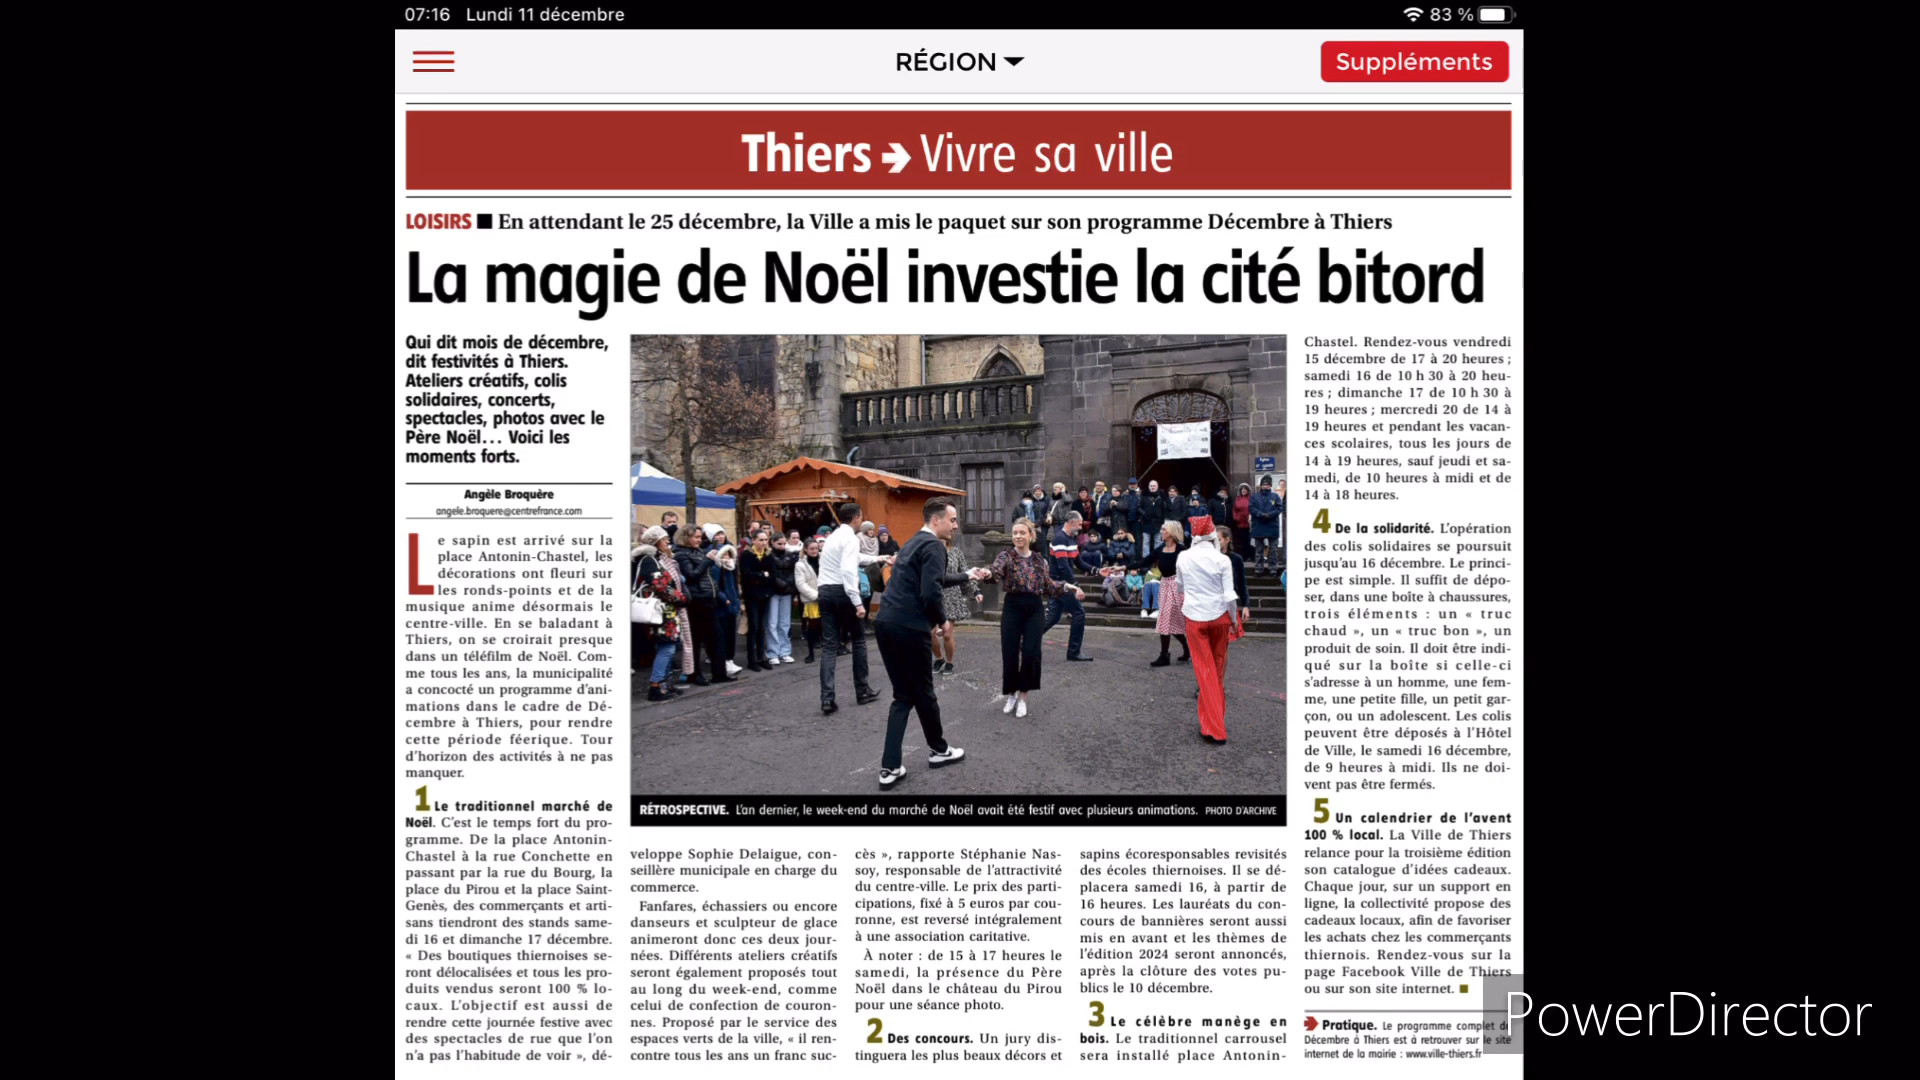 07:16 Lundi 11 décembre
83 %
RÉGION
Suppléments
Thiers Vivre sa ville
LOISIRS ■ En attendant le 25 décembre, la Ville a mis le paquet sur son programme Décembre à Thiers
La magie de Noël investie la cité bitord
Qui dit mois de décembre,
dit festivités à Thiers.
Ateliers créatifs, colis
solidaires, concerts,
spectacles, photos avec le
Père Noël… Voici les
moments forts.
Angèle Broquère
angele.broquere@centrefrance.com
Le sapin est arrivé sur la
place Antonin-Chastel, les
décorations ont fleuri sur
les ronds-points et de la
musique anime désormais le
centre-ville. En se baladant à
Thiers, on se croirait presque
dans un téléfilm de Noël. Com-
me tous les ans, la municipalité
a concocté un programme d'ani-
mations dans le cadre de Dé-
cembre à Thiers, pour rendre
cette période féerique. Tour
d'horizon des activités à ne pas
manquer.
1 Le traditionnel marché de
Noël. C'est le temps fort du pro-
gramme. De la place Antonin-
Chastel à la rue Conchette en
passant par la rue du Bourg, la
place du Pirou et la place Saint-
Genès, des commerçants et arti-
sans tiendront des stands same-
di 16 et dimanche 17 décembre.
« Des boutiques thiernoises se-
ront délocalisées et tous les pro-
duits vendus seront 100 % lo-
caux. L'objectif est aussi de
rendre cette journée festive avec
des spectacles de rue que l'on
n'a pas l'habitude de voir », dé-
RÉTROSPECTIVE. L'an dernier, le week-end du marché de Noël avait été festif avec plusieurs animations. PHOTO D'ARCHIVE
veloppe Sophie Delaigue, con-
seillère municipale en charge du
commerce.
Fanfares, échassiers ou encore
danseurs et sculpteur de glace
animeront donc ces deux jour-
nées. Différents ateliers créatifs
seront également proposés tout
au long du week-end, comme
celui de confection de couron-
nes. Proposé par le service des
espaces verts de la ville, « il ren-
contre tous les ans un franc suc-
cès », rapporte Stéphanie Nas-
soy, responsable de l'attractivité
du centre-ville. Le prix des parti-
cipations, fixé à 5 euros par cou-
ronne, est reversé intégralement
à une association caritative.
À noter : de 15 à 17 heures le
samedi, la présence du Père
Noël dans le château du Pirou
pour une séance photo.
2 Des concours. Un jury dis-
tinguera les plus beaux décors et
sapins écoresponsables revisités
des écoles thiernoises. Il se dé-
placera samedi 16, à partir de
16 heures. Les lauréats du con-
cours de bannières seront aussi
mis en avant et les thèmes de
l'édition 2024 seront annoncés,
après la clôture des votes pu-
blics le 10 décembre.
3 Le célèbre manège en
bois. Le traditionnel carrousel
sera installé place Antonin-
Chastel. Rendez-vous vendredi
15 décembre de 17 à 20 heures ;
samedi 16 de 10 h 30 à 20 heu-
res ; dimanche 17 de 10 h 30 à
19 heures ; mercredi 20 de 14 à
19 heures et pendant les vacan-
ces scolaires, tous les jours de
14 à 19 heures, sauf jeudi et sa-
medi, de 10 heures à midi et de
14 à 18 heures.
4 De la solidarité. L'opération
des colis solidaires se poursuit
jusqu'au 16 décembre. Le princi-
pe est simple. Il suffit de dépo-
ser, dans une boîte à chaussures,
trois éléments : un « truc
chaud », un « truc bon », un
produit de soin. Il doit être indi-
qué sur la boîte si celle-ci
s'adresse à un homme, une fem-
me, une petite fille, un petit gar-
çon, ou un adolescent. Les colis
peuvent être déposés à l'Hôtel
de Ville, le samedi 16 décembre,
de 9 heures à midi. Ils ne doi-
vent pas être fermés.
5 Un calendrier de l'avent
100 % local. La Ville de Thiers
relance pour la troisième édition
son catalogue d'idées cadeaux.
Chaque jour, sur un support en
ligne, la collectivité propose des
cadeaux locaux, afin de favoriser
les achats chez les commerçants
thiernois. Rendez-vous sur la
page Facebook Ville de Thiers
ou sur son site internet. ■
Pratique. Le programme complet de
Décembre à Thiers est à retrouver sur le site
internet de la mairie : www.ville-thiers.fr
PowerDirector